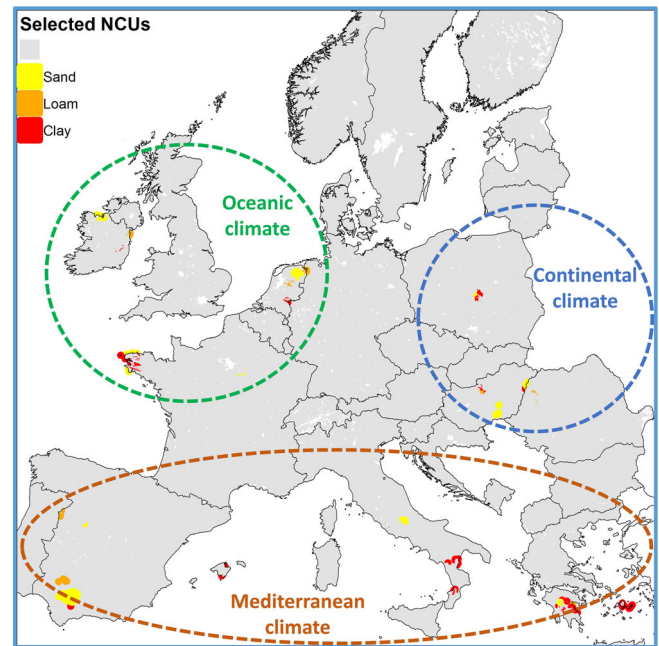 Selected NCUs
Sand
Loam
Clay
Oceanic
climate
Continental
climate
Mediterranean
climate